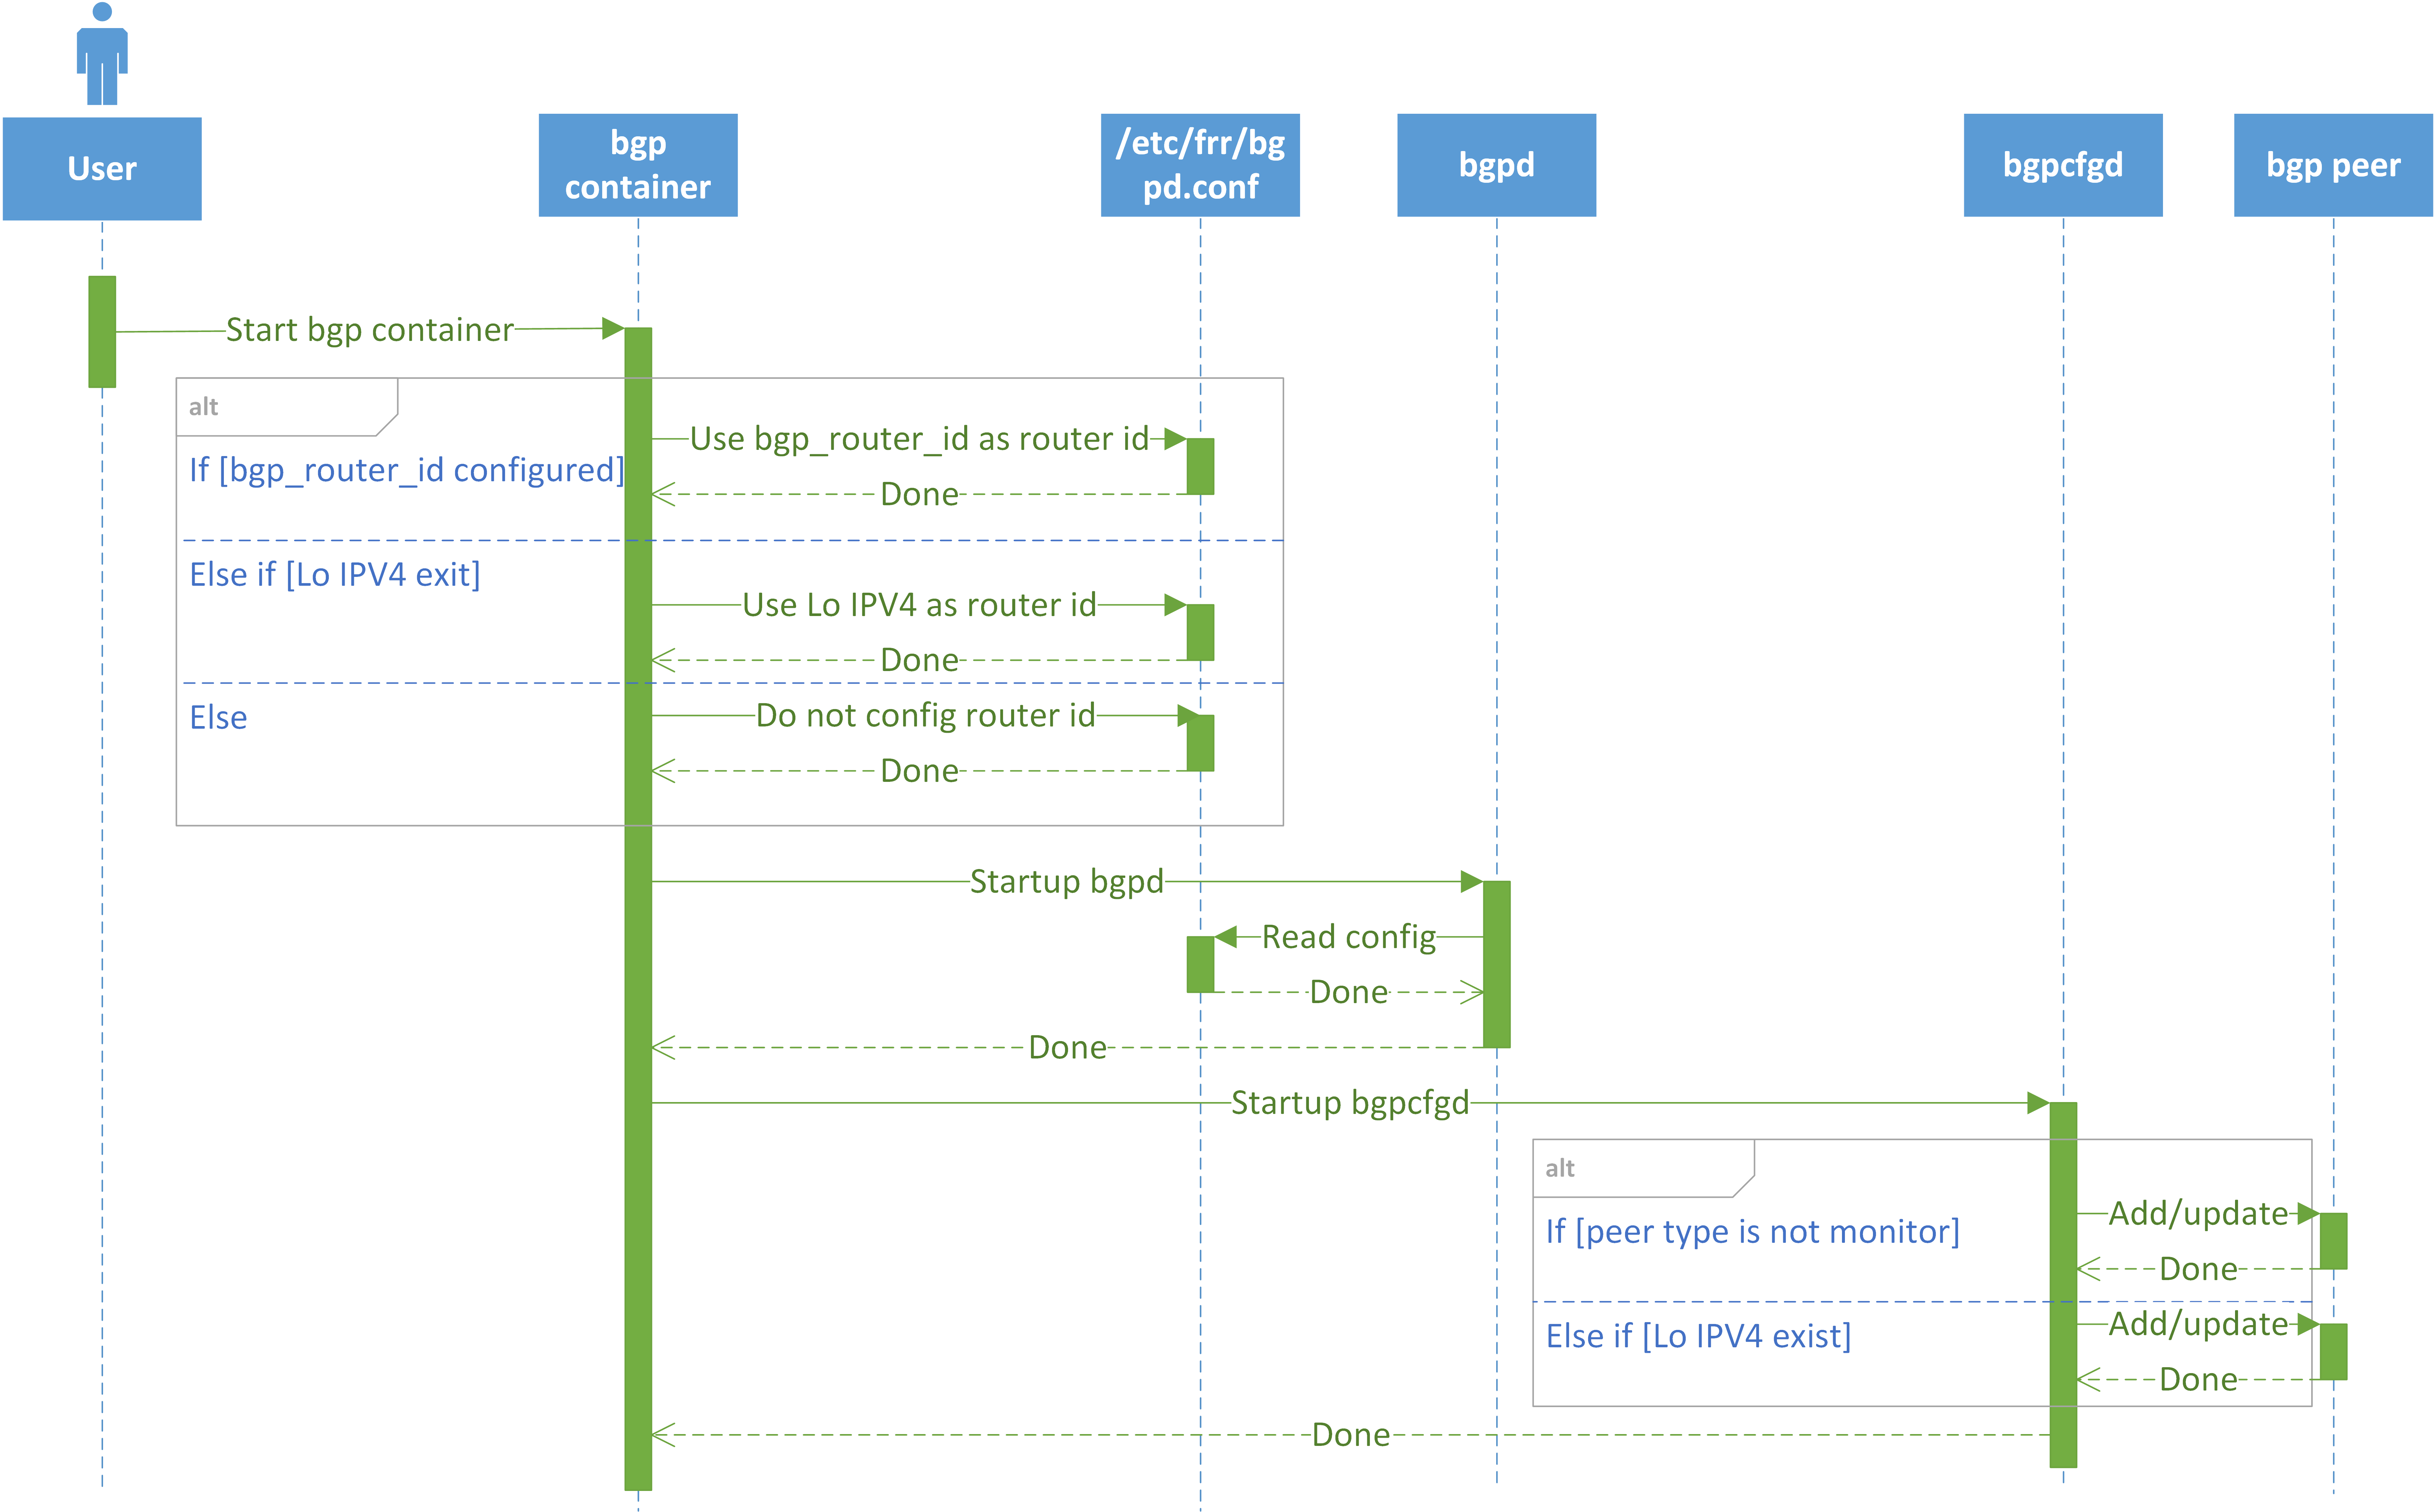 User
bgp
container
/etc/frr/bg
pd.conf
bgpd
bgpcfgd
bgp peer
Start bgp container
alt
Use bgp_router_id as router id
If [bgp_router_id configured]
Done
Else if [Lo IPV4 exit]
Use Lo IPV4 as router id
Done
Else
Do not config router id
Done
Startup bgpd
Read config
Done
Done
Startup bgpcfgd
alt
Add/update
If [peer type is not monitor]
Done
Add/update
Else if [Lo IPV4 exist]
Done
Done